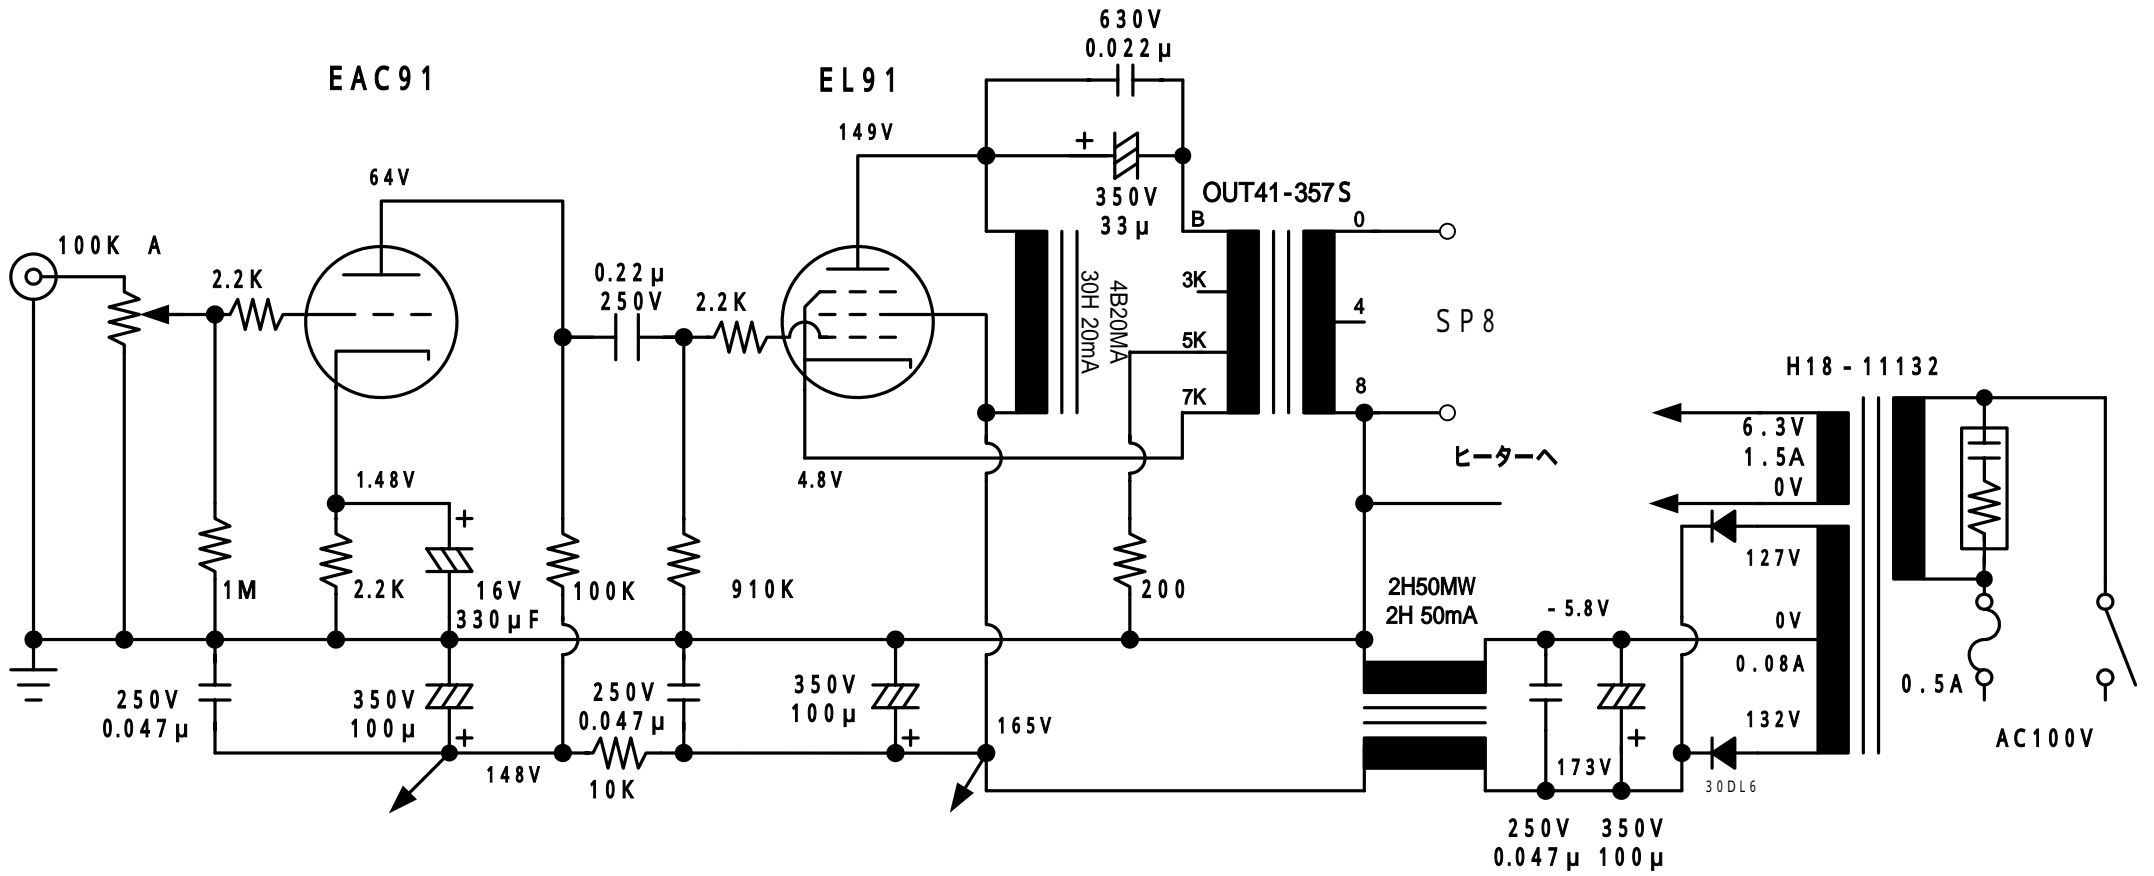 630V
0.022µ
EAC91
EL91
149V
+
64V
350V
33µ
OUT41-357S
B
0
100K A
2.2K
0.22µ
250V
2.2K
30H 20mA
4B20MA
3K
4
5K
SP8
7K
8
H18-11132
6.3V
1.5A
0V
ヒーターへ
1.48V
4.8V
+
127V
1M
2.2K
16V
330µF
100K
910K
200
2H50MW
2H 50mA
-5.8V
0V
0.08A
250V
0.047µ
350V
100µ
+
250V
0.047µ
350V
100µ
+
165V
0.5A
132V
+
AC100V
148V
10K
173V
30DL6
250V
0.047µ
350V
100µ